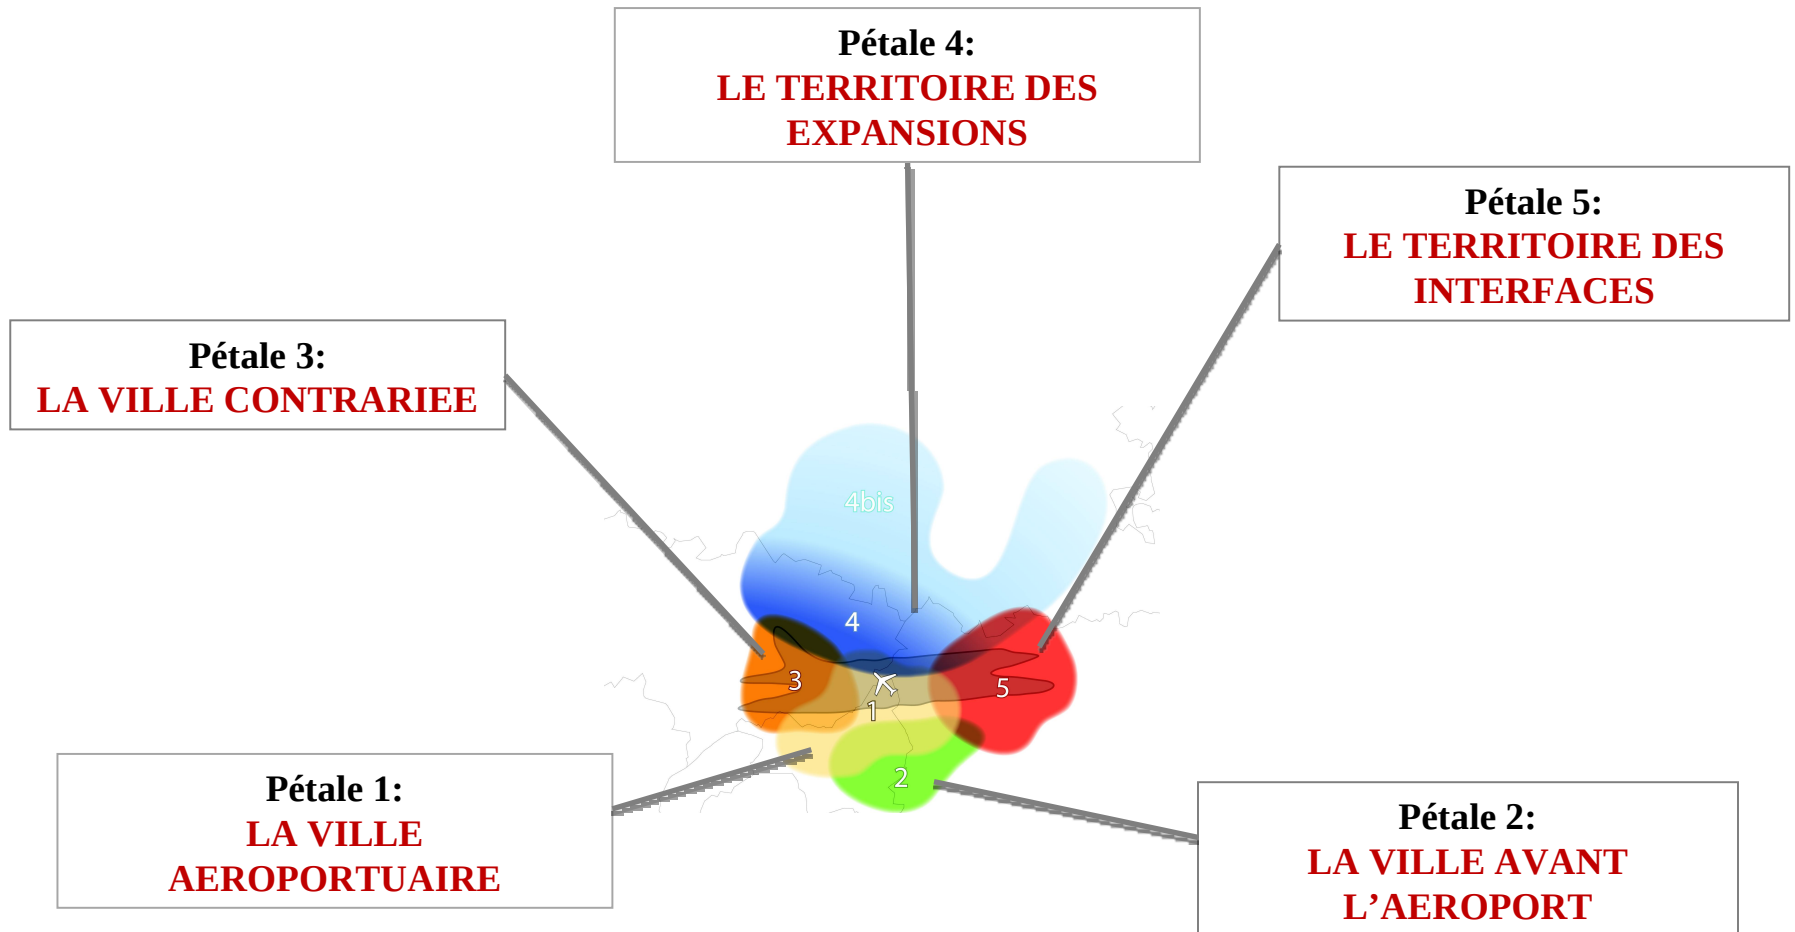 Pétale 4:
LE TERRITOIRE DES
EXPANSIONS
Pétale 5:
LE TERRITOIRE DES
INTERFACES
Pétale 3:
LA VILLE CONTRARIEE
4bis
4
3
5
1
2
Pétale 1:
LA VILLE
AEROPORTUAIRE
Pétale 2:
LA VILLE AVANT
L’AEROPORT